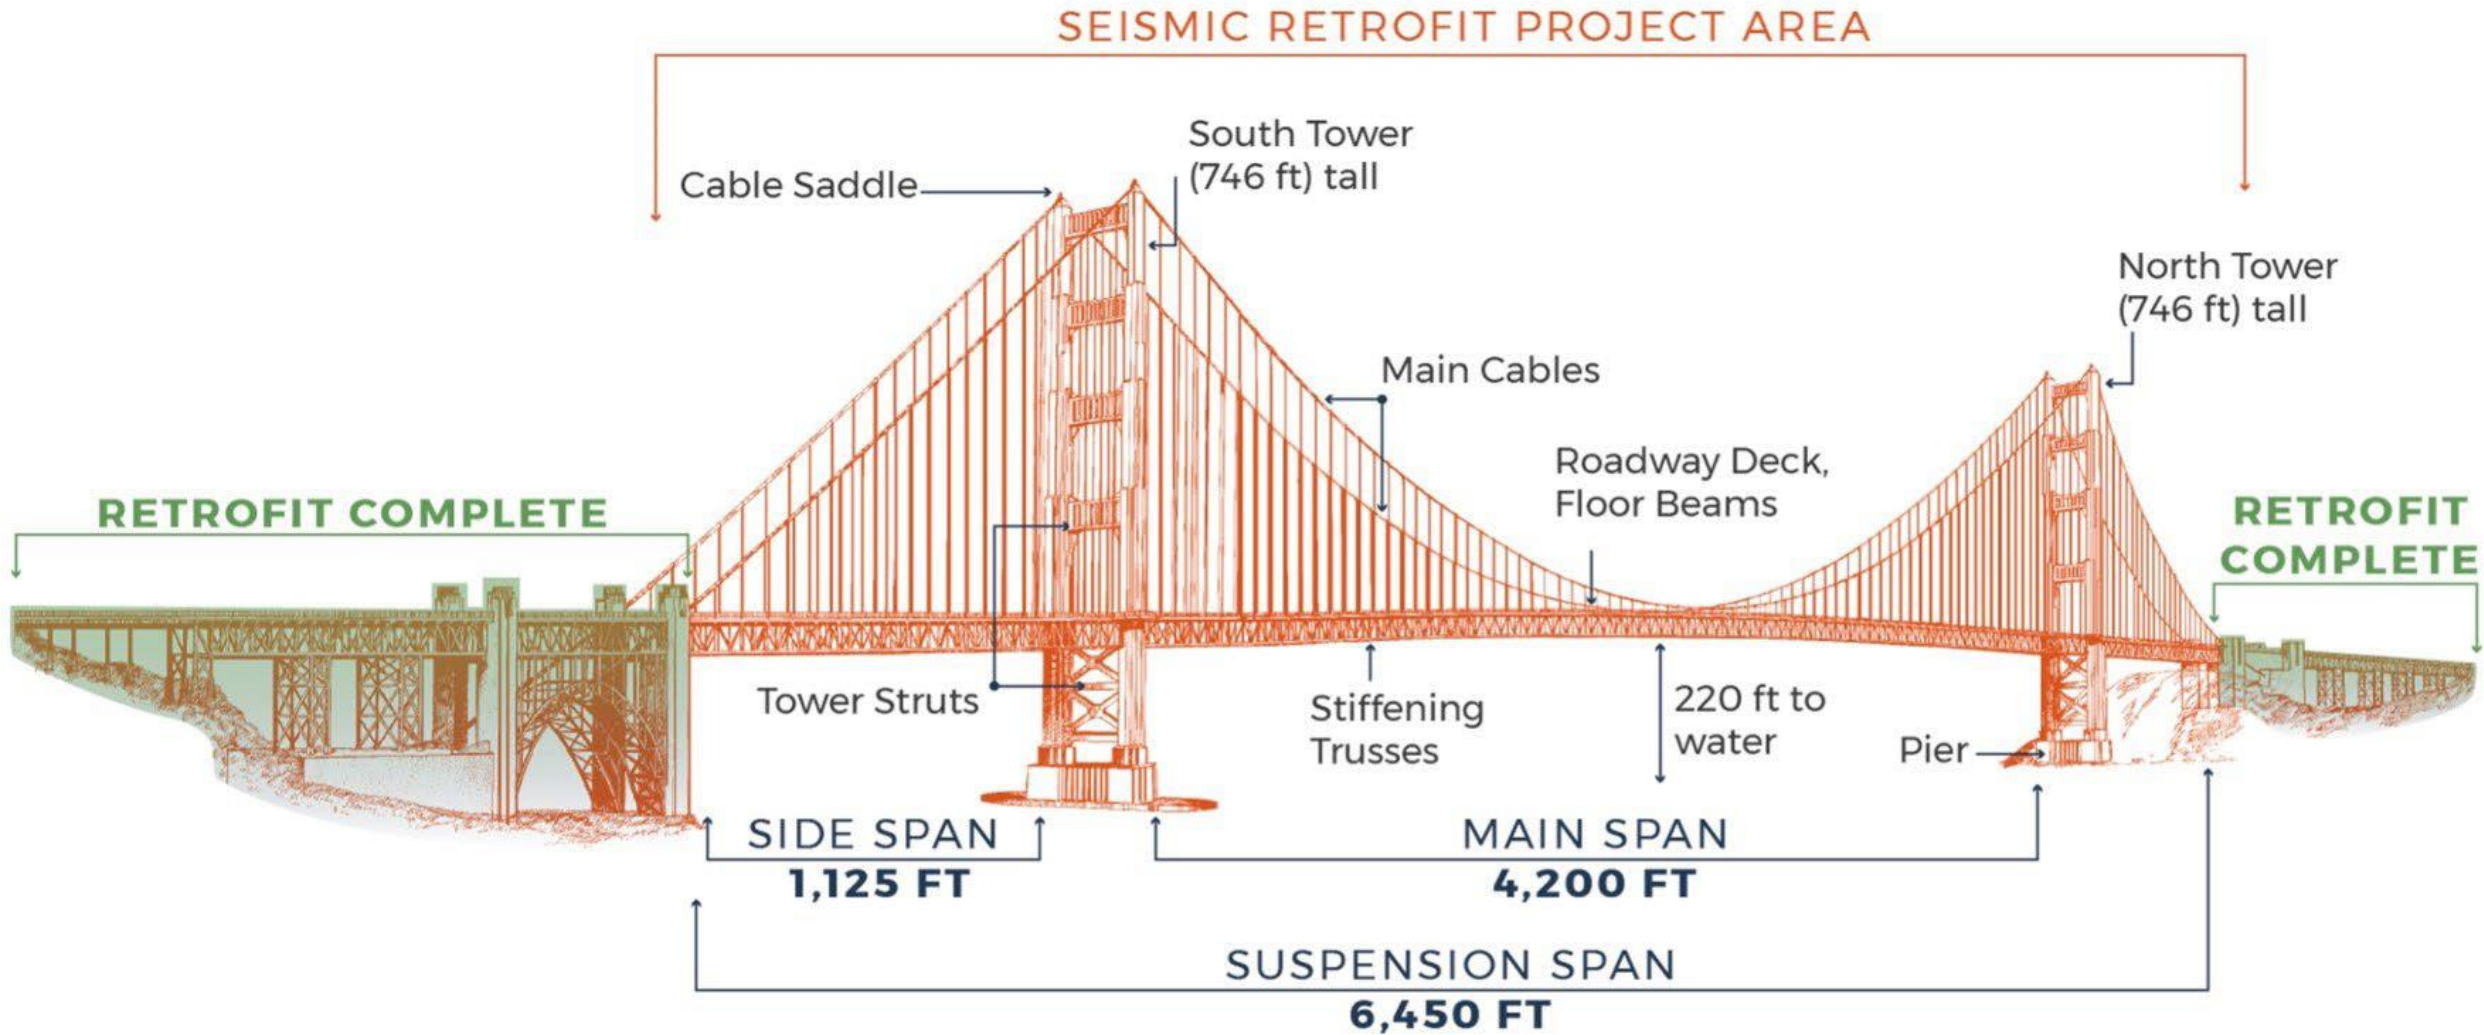 SEISMIC RETROFIT PROJECT AREA
South Tower
(746 ft) tall
Cable Saddle
North Tower
(746 ft) tall
Main Cables
Roadway Deck,
Floor Beams
RETROFIT COMPLETE
RETROFIT
COMPLETE
Tower Struts
Stiffening
Trusses
220 ft to
water
Pier
SIDE SPAN
1,125 FT
MAIN SPAN
4,200 FT
SUSPENSION SPAN
6,450 FT